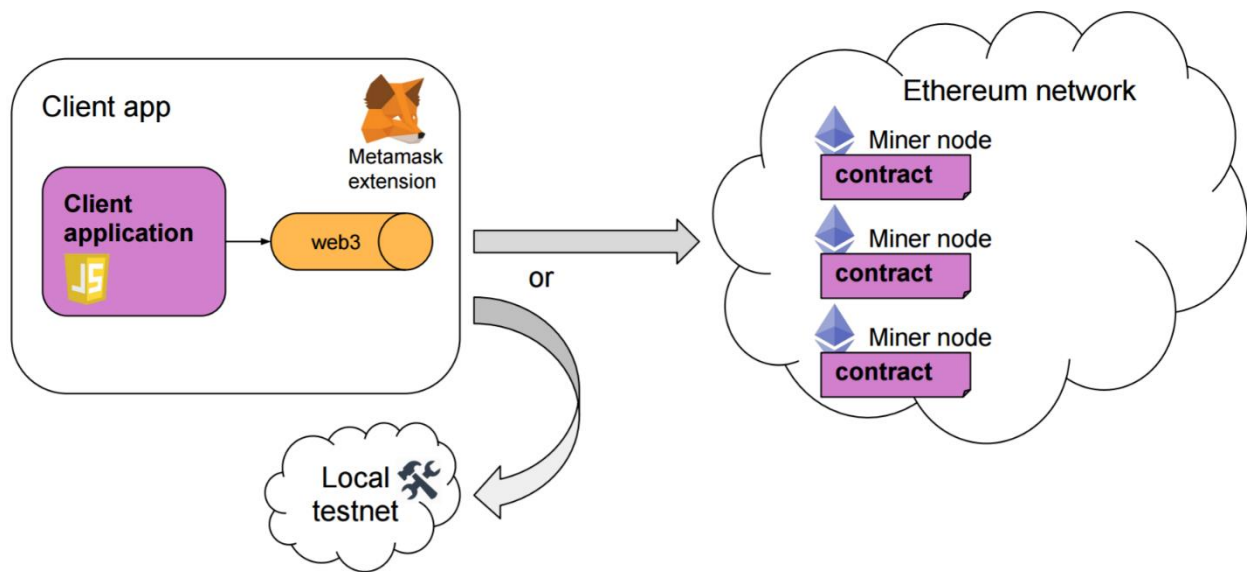 Client app
Metamask
extension
Client
application
JS
web3
or
Local
testnet
Ethereum network
Miner node
contract
Miner node
contract
Miner node
contract